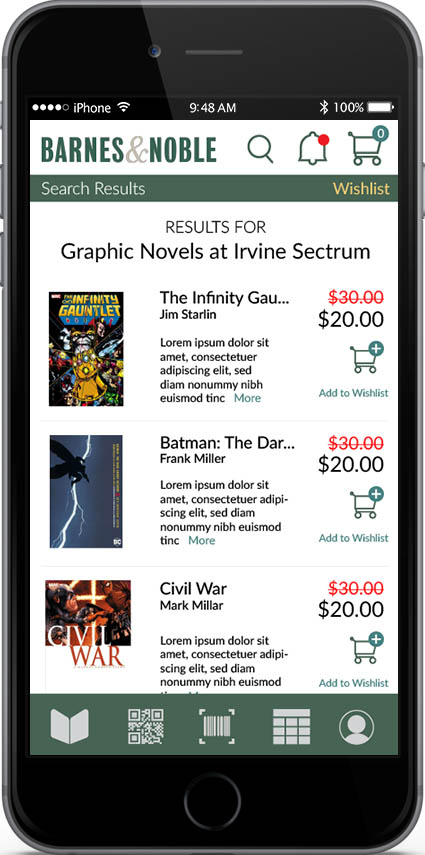 iPhone 9:48 AM 100%
BARNES&NOBLE 0
Search Results Wishlist
RESULTS FOR
Graphic Novels at Irvine Sectrum
The Infinity Gau... $30.00
Jim Starlin $20.00
THE
INFINITY
GAUNTLET
Lorem ipsum dolor sit
amet, consectetuer
adipiscing elit, sed
diam nonummy nibh
euismod tinc More
Add to Wishlist
Batman: The Dar... $30.00
Frank Miller $20.00
Lorem ipsum dolor sit
amet, consectetuer adipi-
scing elit, sed diam
nonummy nibh euismod
tinc More
Add to Wishlist
DC
Civil War $30.00
Mark Millar $20.00
CIVIL
WAR
Lorem ipsum dolor sit
amet, consectetuer adipi-
scing elit, sed diam
nonummy nibh euismod
Add to Wishlist